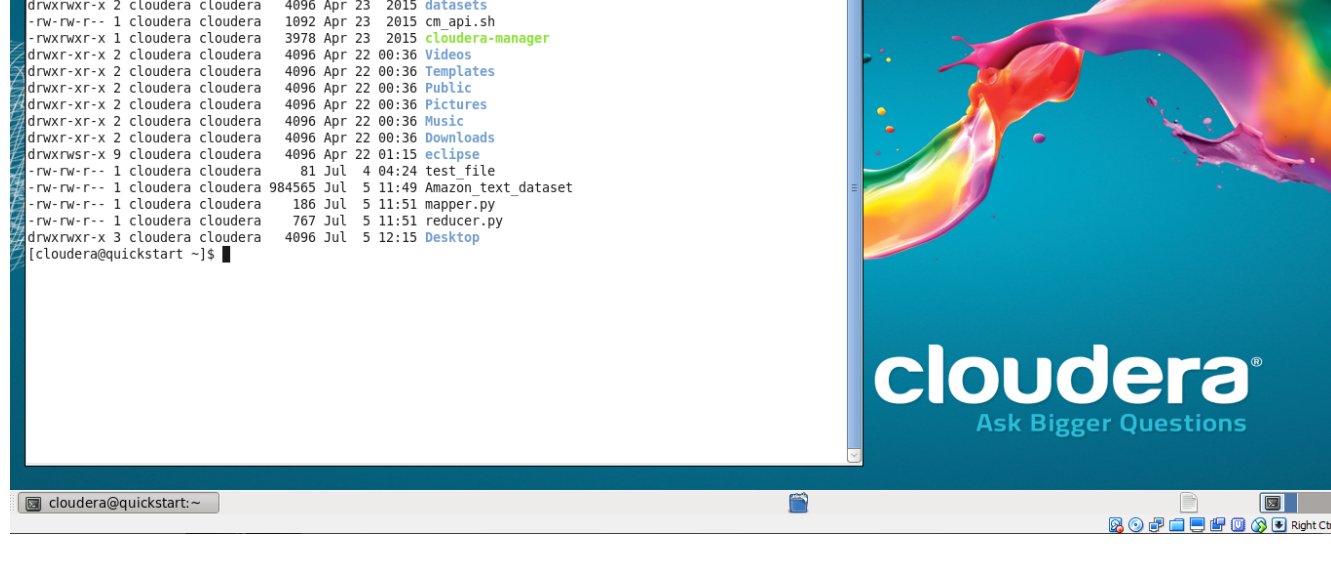 drwxrwxr-x 2 cloudera cloudera   4096 Apr 23  2015 datasets
-rw-rw-r-- 1 cloudera cloudera   1092 Apr 23  2015 cm_api.sh
-rwxrwxr-x 1 cloudera cloudera   3978 Apr 23  2015 cloudera-manager
drwxr-xr-x 2 cloudera cloudera   4096 Apr 22 00:36 Videos
drwxr-xr-x 2 cloudera cloudera   4096 Apr 22 00:36 Templates
drwxr-xr-x 2 cloudera cloudera   4096 Apr 22 00:36 Public
drwxr-xr-x 2 cloudera cloudera   4096 Apr 22 00:36 Pictures
drwxr-xr-x 2 cloudera cloudera   4096 Apr 22 00:36 Music
drwxr-xr-x 2 cloudera cloudera   4096 Apr 22 00:36 Downloads
drwxrwsr-x 9 cloudera cloudera   4096 Apr 22 01:15 eclipse
-rw-rw-r-- 1 cloudera cloudera     81 Jul  4 04:24 test_file
-rw-rw-r-- 1 cloudera cloudera 984565 Jul  5 11:49 Amazon_text_dataset
-rw-rw-r-- 1 cloudera cloudera    186 Jul  5 11:51 mapper.py
-rw-rw-r-- 1 cloudera cloudera    767 Jul  5 11:51 reducer.py
drwxrwxr-x 3 cloudera cloudera   4096 Jul  5 12:15 Desktop
[cloudera@quickstart ~]$
cloudera®
Ask Bigger Questions
cloudera@quickstart:~
Right Ctr